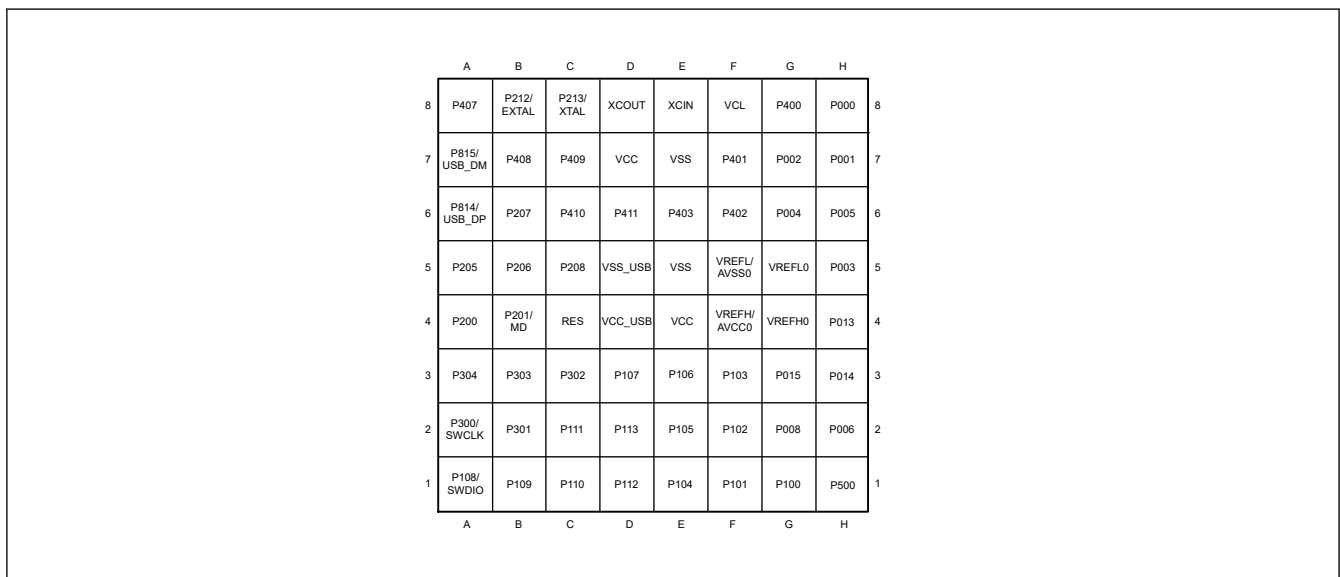 A B C D E F G H
8 P407 P212/ EXTAL P213/ XTAL XCOUT XCIN VCL P400 P000 8
7 P815/ USB_DM P408 P409 VCC VSS P401 P002 P001 7
6 P814/ USB_DP P207 P410 P411 P403 P402 P004 P005 6
5 P205 P206 P208 VSS_USB VSS VREFL/ AVSS0 VREFL0 P003 5
4 P200 P201/ MD RES VCC_USB VCC VREFH/ AVCC0 VREFH0 P013 4
3 P304 P303 P302 P107 P106 P103 P015 P014 3
2 P300/ SWCLK P301 P111 P113 P105 P102 P008 P006 2
1 P108/ SWDIO P109 P110 P112 P104 P101 P100 P500 1
A B C D E F G H